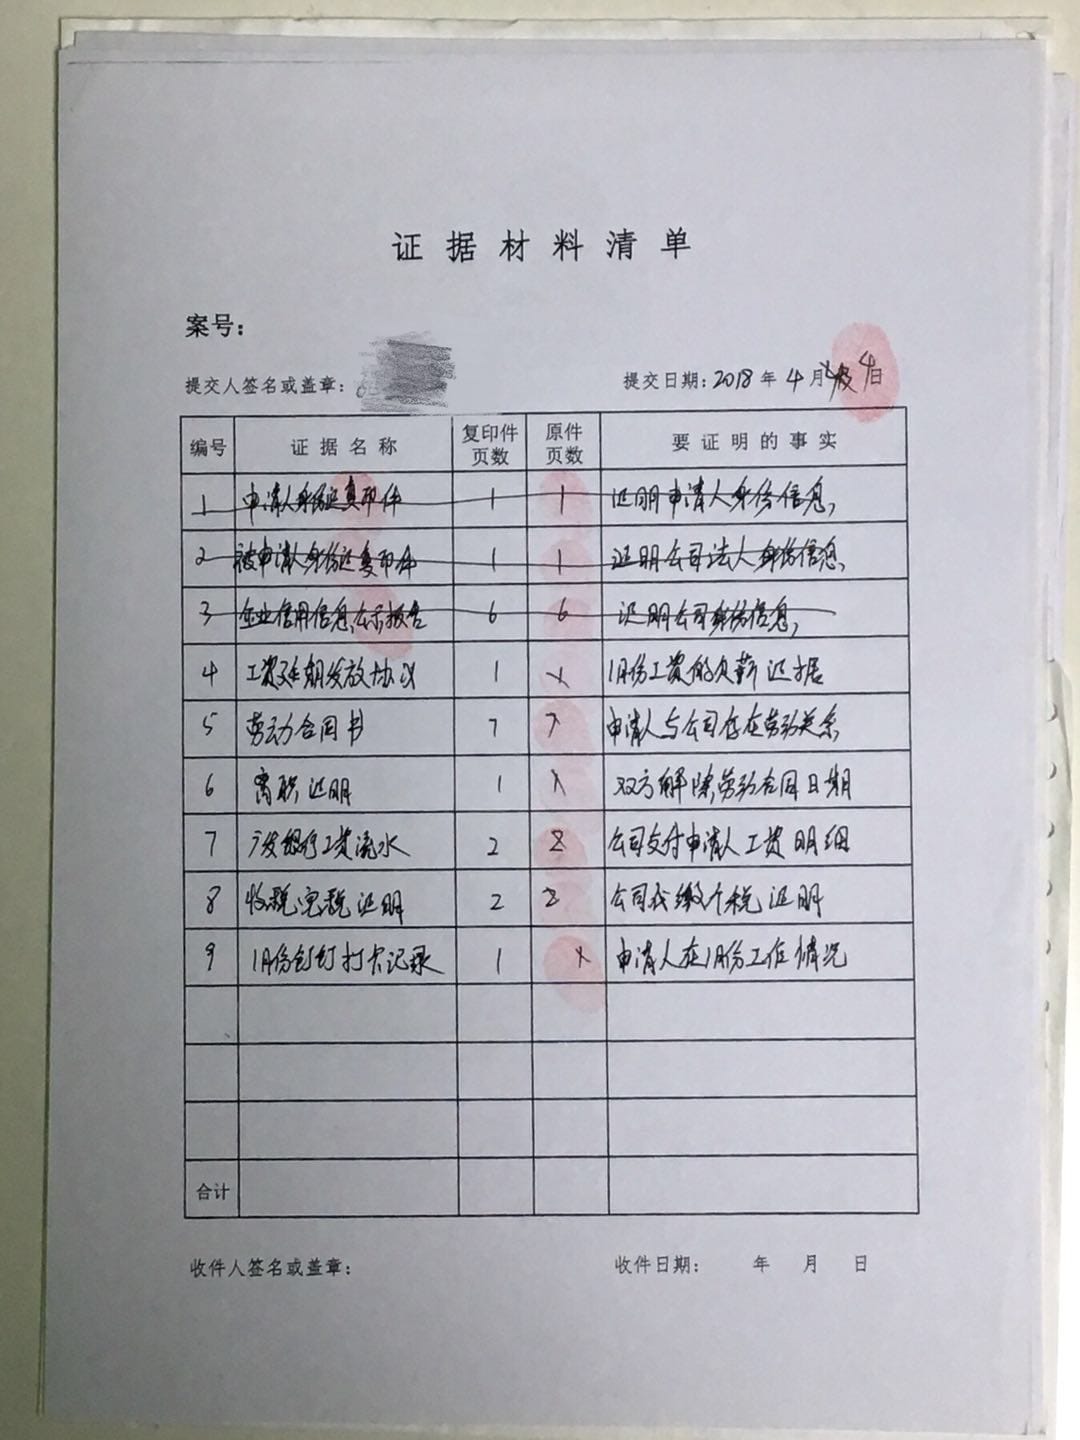 证据材料清单
案号：
提交人签名或盖章： 提交日期：2018年4月4日
编号 证据名称 复印件页数 原件页数 要证明的事实
1 申请人身份证复印件 1 1 证明申请人身份信息，
2 被申请人身份证复印件 1 1 证明公司法人身份信息，
3 企业信用信息公示报告 6 6 证明公司身份信息，
4 工资延期发放协议 1 X 1月份工资的欠薪证据
5 劳动合同书 7 7 申请人与公司存在劳动关系
6 离职证明 1 X 双方解除劳动合同日期
7 广发银行工资流水 2 2 公司交付申请人工资明细
8 收税完税证明 2 2 公司代缴个税证明
9 1月份钉钉打卡记录 1 X 申请人在1月份工作情况
合计
收件人签名或盖章： 收件日期： 年 月 日